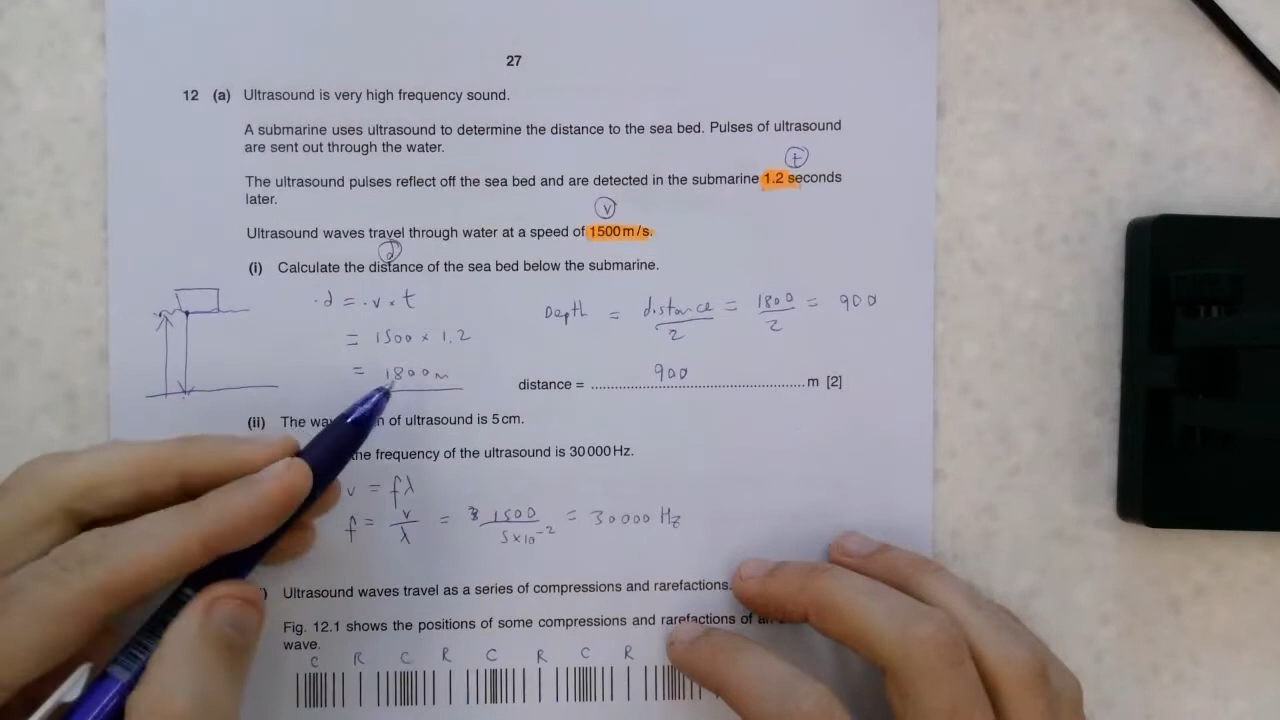 27
12 (a) Ultrasound is very high frequency sound.
A submarine uses ultrasound to determine the distance to the sea bed. Pulses of ultrasound
are sent out through the water.
t
The ultrasound pulses reflect off the sea bed and are detected in the submarine 1.2 seconds
later.
v
Ultrasound waves travel through water at a speed of 1500 m/s.
d
(i) Calculate the distance of the sea bed below the submarine.
d = v × t
= 1500 × 1.2
= 1800 m
Depth = distance/2 = 1800/2 = 900
distance = 900 m [2]
(ii) The of ultrasound is 5 cm.
the frequency of the ultrasound is 30 000 Hz.
v = fλ
f = v/λ = 1500/5×10⁻² = 30000 Hz
Ultrasound waves travel as a series of compressions and rarefactions.
Fig. 12.1 shows the positions of some compressions and rarefactions of
wave.
C R C R C R C R